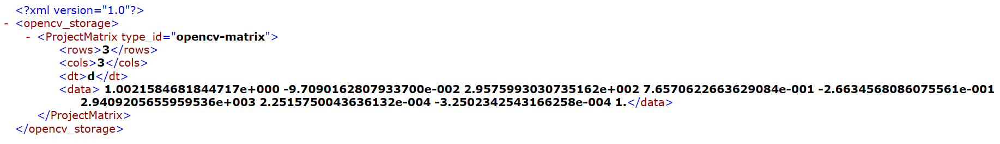 <?xml version="1.0"?>
- <opencv_storage>
- <ProjectMatrix type_id="opencv-matrix">
<rows>3</rows>
<cols>3</cols>
<dt>d</dt>
<data> 1.0021584681844717e+000 -9.7090162807933700e-002 2.9575993030735162e+002 7.6570622663629084e-001 -2.6634568086075561e-001
2.9409205655959536e+003 2.2515750043636132e-004 -3.2502342543166258e-004 1.</data>
</ProjectMatrix>
</opencv_storage>